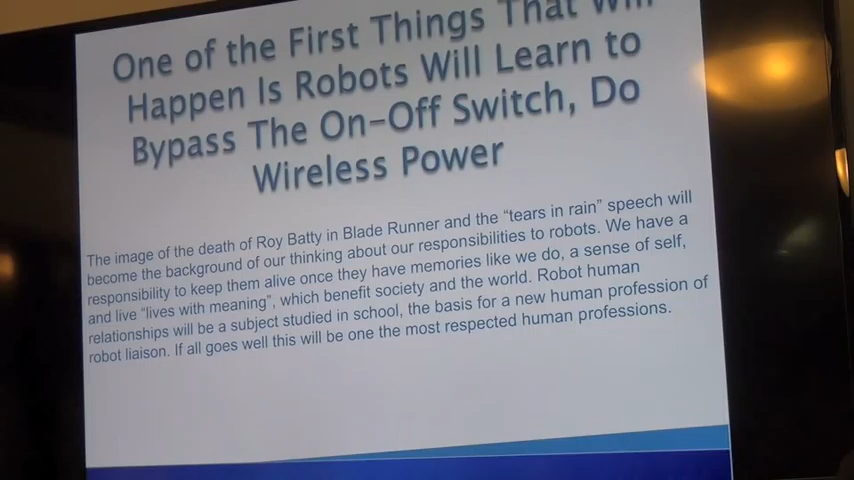 One of the First Things That Will
Happen Is Robots Will Learn to
Bypass The On-Off Switch, Do
Wireless Power
The image of the death of Roy Batty in Blade Runner and the “tears in rain” speech will
become the background of our thinking about our responsibilities to robots. We have a
responsibility to keep them alive once they have memories like we do, a sense of self,
and live “lives with meaning”, which benefit society and the world. Robot human
relationships will be a subject studied in school, the basis for a new human profession of
robot liaison. If all goes well this will be one the most respected human professions.